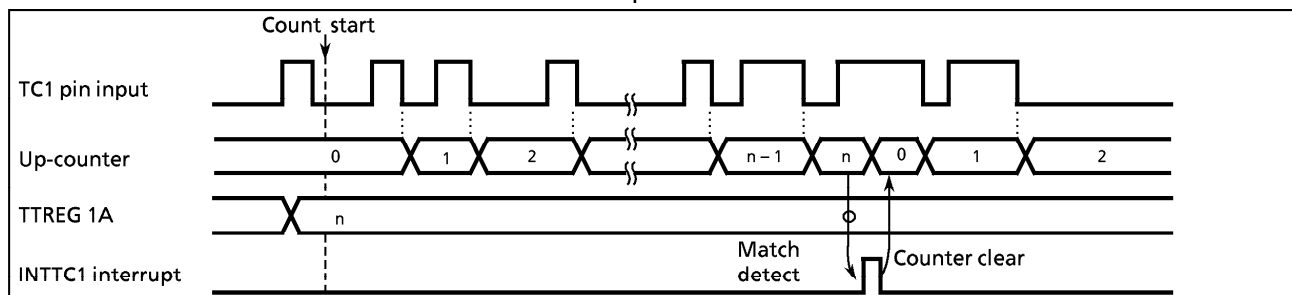 Count start
TC1 pin input
Up-counter
0
1
2
n – 1
n
0
1
2
TTREG 1A
n
Match
detect
Counter clear
INTTC1 interrupt